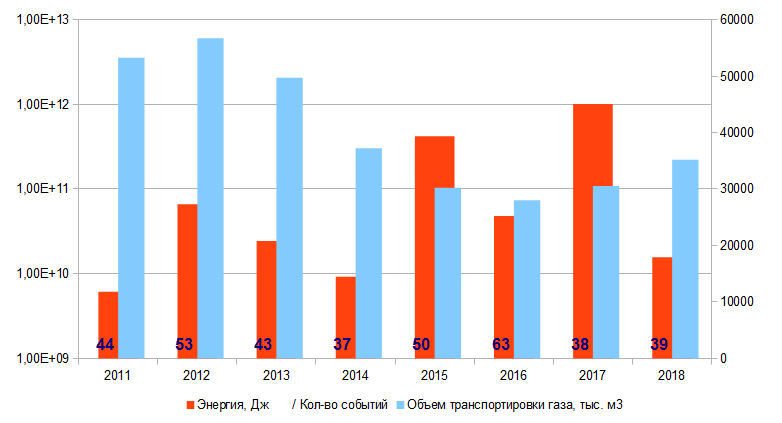 1,00E+13
1,00E+12
1,00E+11
1,00E+10
1,00E+09
60000
50000
40000
30000
20000
10000
0
44 53 43 37 50 63 38 39
2011 2012 2013 2014 2015 2016 2017 2018
Энергия, Дж / Кол-во событий Объем транспортировки газа, тыс. м3